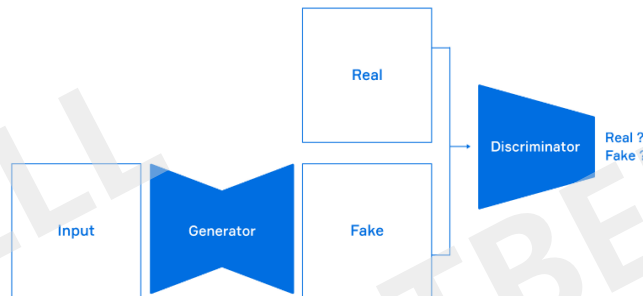 Real
Discriminator
Real ?
Fake ?
Input
Generator
Fake